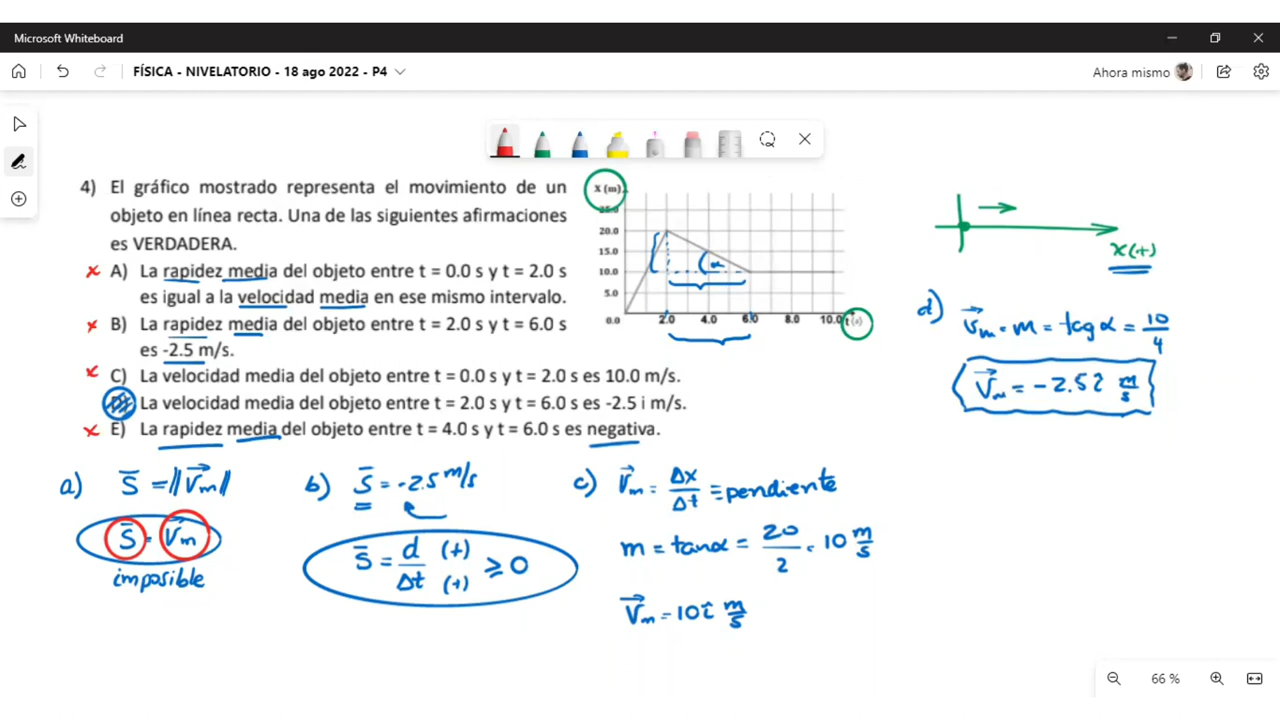 Microsoft Whiteboard
FÍSICA - NIVELATORIO - 18 ago 2022 - P4
Ahora mismo
4) El gráfico mostrado representa el movimiento de un
objeto en línea recta. Una de las siguientes afirmaciones
es VERDADERA.
A) La rapidez media del objeto entre t = 0.0 s y t = 2.0 s
es igual a la velocidad media en ese mismo intervalo.
B) La rapidez media del objeto entre t = 2.0 s y t = 6.0 s
es -2.5 m/s.
C) La velocidad media del objeto entre t = 0.0 s y t = 2.0 s es 10.0 m/s.
La velocidad media del objeto entre t = 2.0 s y t = 6.0 s es -2.5 i m/s.
E) La rapidez media del objeto entre t = 4.0 s y t = 6.0 s es negativa.
X (m)
25.0
20.0
15.0
10.0
5.0
0.0
2.0 4.0 6.0 8.0 10.0 t (s)
α
x(+)
a) S̄ = ||V⃗m||
S̄ = V⃗m
imposible
b) S̄ = -2.5 m/s
S̄ = d (+) / Δt (+) ≥ 0
c) V⃗m = Δx/Δt = pendiente
m = tanα = 20/2 = 10 m/s
V⃗m = 10î m/s
d) V⃗m = m = tagα = 10/4
V⃗m = -2.5î m/s
66 %